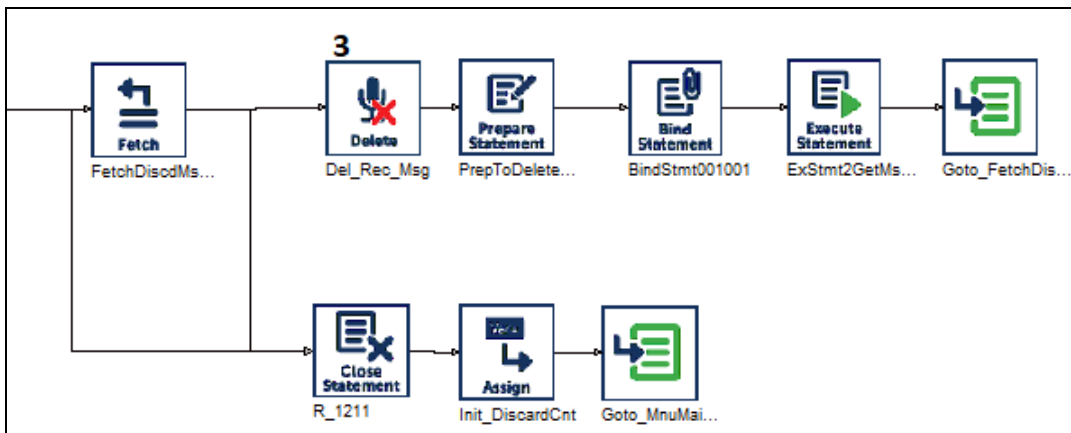 3
Fetch
Delete
Prepare
Statement
Bind
Statement
Execute
Statement
FetchDiscdMs...
Del_Rec_Msg
PrepToDelete...
BindStmt001001
ExStmt2GetMs...
Goto_FetchDis...
Close
Statement
Assign
R_1211
Init_DiscardCnt
Goto_MnuMai...